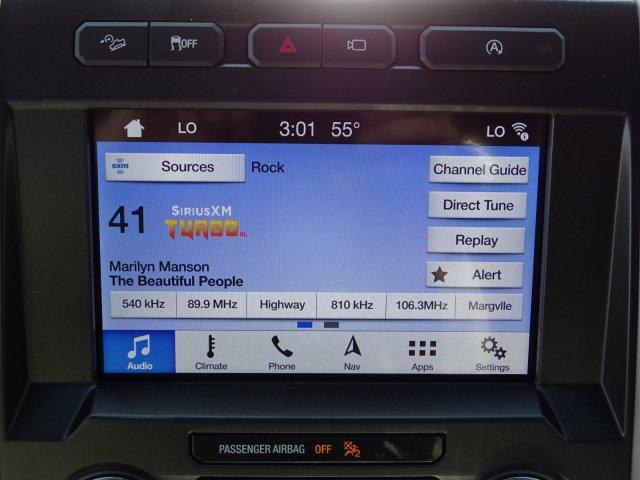 OFF
A OFF
LO 3:01 55° LO
sxm Sources Rock
Channel Guide
41 SIRIUSXM TURBO XL
Direct Tune
Replay
Alert
Marilyn Manson
The Beautiful People
540 kHz 89.9 MHz Highway 810 kHz 106.3MHz Margvlle
Audio Climate Phone Nav Apps Settings
PASSENGER AIRBAG OFF 2